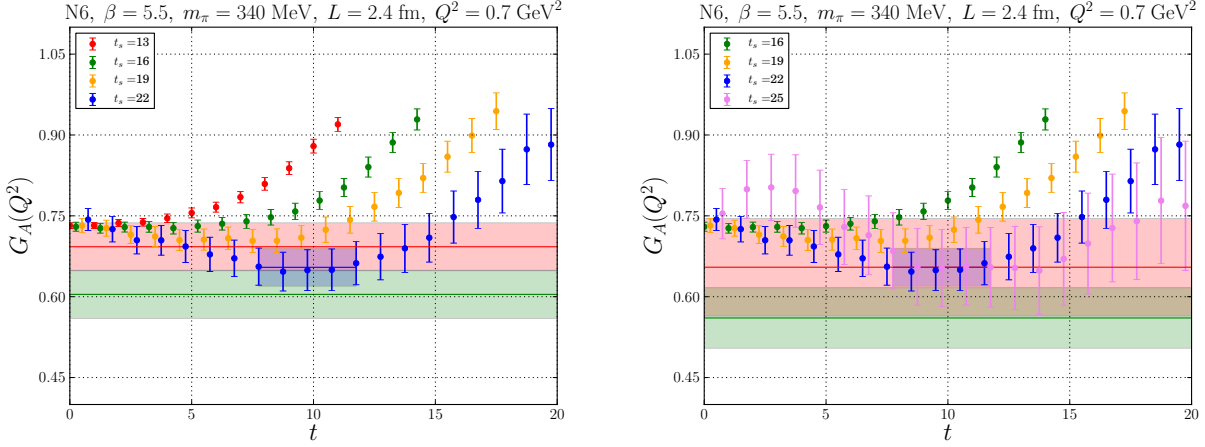 N6, β = 5.5, m_π = 340 MeV, L = 2.4 fm, Q² = 0.7 GeV²
1.05
0.90
0.75
0.60
0.45
G_A(Q²)
t_s =13
t_s =16
t_s =19
t_s =22
0 5 10 15 20
t
N6, β = 5.5, m_π = 340 MeV, L = 2.4 fm, Q² = 0.7 GeV²
1.05
0.90
0.75
0.60
0.45
G_A(Q²)
t_s =16
t_s =19
t_s =22
t_s =25
0 5 10 15 20
t